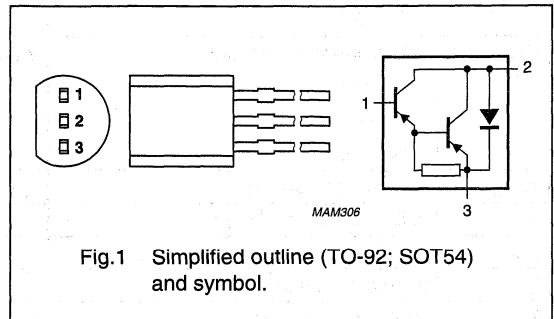 1
2
3
1
2
3
MAM306
Fig.1 Simplified outline (TO-92; SOT54)
and symbol.